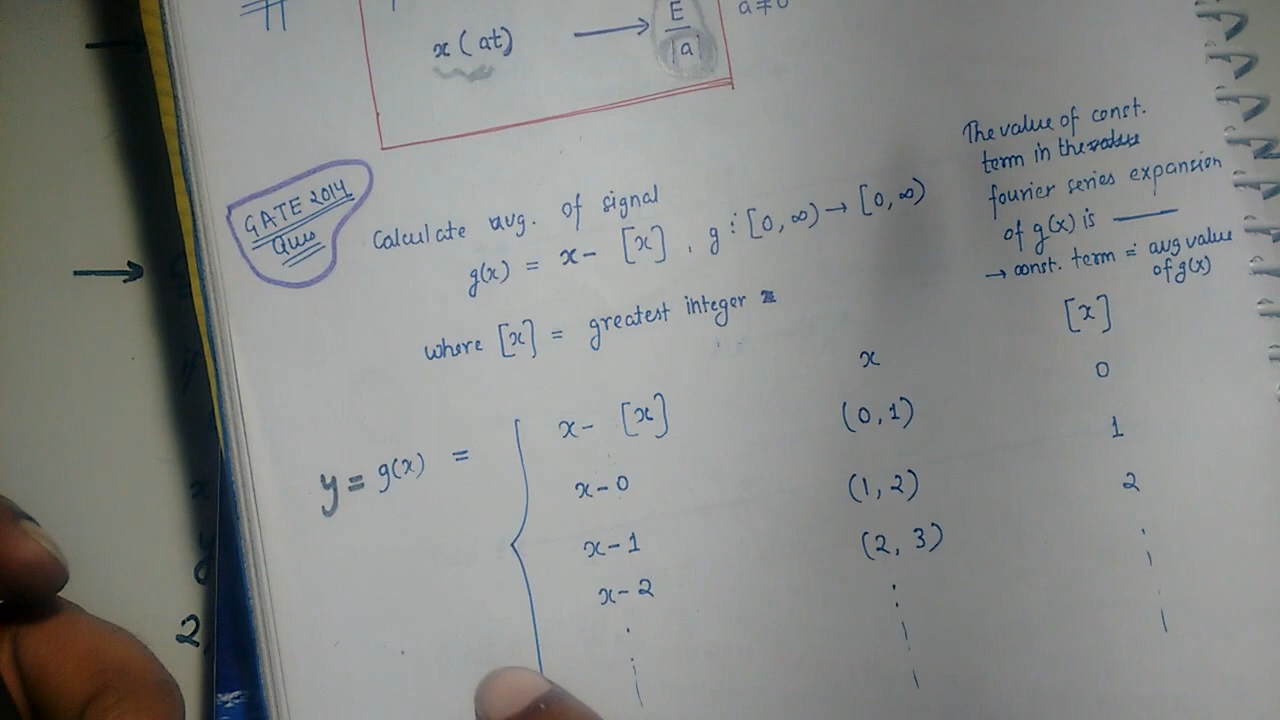 x(at) ⟶ E/|a| a≠0
GATE 2014
Ques
Calculate avg. of signal
g(x) = x - [x] , g : [0, ∞) → [0, ∞)
where [x] = greatest integer
The value of const.
term in the
fourier series expansion
of g(x) is ——
→ const. term = avg value
of g(x)
x [x]
y = g(x) =
x - [x] (0, 1) 0
x - 0 (1, 2) 1
x - 1 (2, 3) 2
x - 2
2